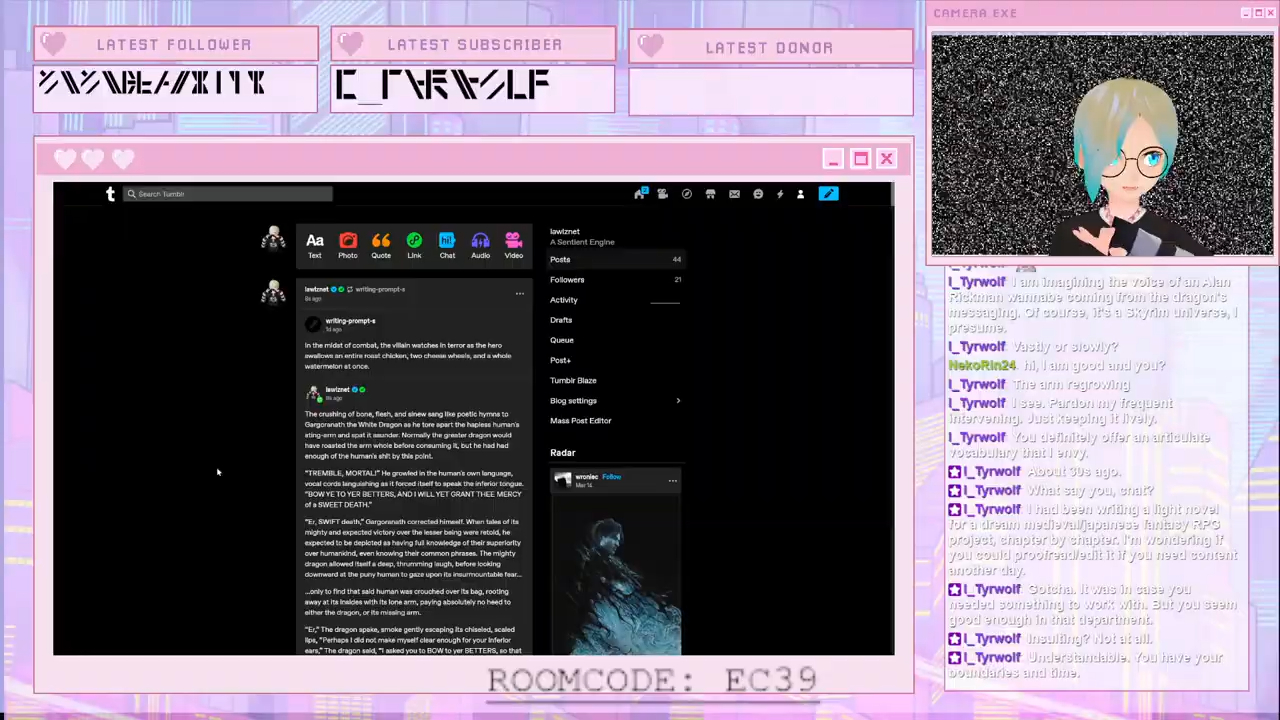 LATEST FOLLOWER
LATEST SUBSCRIBER
LATEST DONOR
CAMERA EXE
Search Tumblr
Aa
Text
Photo
Quote
Link
hi!
Chat
Audio
Video
lawlznet writing-prompt-s
8s ago
writing-prompt-s
1d ago
In the midst of combat, the villain watches in terror as the hero
swallows an entire roast chicken, two cheese wheels, and a whole
watermelon at once.
lawlznet
The crushing of bone, flesh, and sinew sang like poetic hymns to
Gargoranath the White Dragon as he tore apart the hapless human's
sting-arm and spat it asunder. Normally the greater dragon would
have roasted the arm whole before consuming it, but he had had
enough of the human's shit by this point.
"TREMBLE, MORTAL!" He growled in the human's own language,
vocal cords languishing as it forced itself to speak the inferior tongue.
"BOW YE TO YER BETTERS, AND I WILL YET GRANT THEE MERCY
of a SWEET DEATH."
"Er, SWIFT death," Gargoranath corrected himself. When tales of its
mighty and expected victory over the lesser being were retold, he
expected to be depicted as having full knowledge of their superiority
over humankind, even knowing their common phrases. The mighty
dragon allowed itself a deep, thrumming laugh, before looking
downward at the puny human to gaze upon its insurmountable fear...
...only to find that said human was crouched over its bag, rooting
away at its insides with its lone arm, paying absolutely no heed to
either the dragon, or its missing arm.
"Er," The dragon spake, smoke gently escaping its chiseled, scaled
lips, "Perhaps I did not make myself clear enough for your inferior
ears," The dragon said, "I asked you to BOW to yer BETTERS, so that
lawlznet
A Sentient Engine
Posts 44
Followers 21
Activity
Drafts
Queue
Post+
Tumblr Blaze
Blog settings
Mass Post Editor
Radar
wroniec Follow
Mar 14
I_Tyrwolf I am imagining the voice of an Alan
Rickman wannabe coming from the dragon's
messaging. Of course, it's a Skyrim universe, I
presume.
I_Tyrwolf Vastly or slowly?
NekoRin24 hi, I am good and you?
I_Tyrwolf The arm regrowing
I_Tyrwolf I see. Pardon my frequent
intervening. Just keeping it lively.
I_Tyrwolf You definitely offer an articulate
vocabulary that I envy.
I_Tyrwolf About 30s ago.
I_Tyrwolf What say you, chat?
I_Tyrwolf I had been writing a light novel
for a dream medieval/japanese fantasy RPG
project, chapter by chapter. I'm wondering if
you could proofread/edit it if you need content
another day.
I_Tyrwolf Gotcha. It was in case you
needed something to work with. But you seem
good enough in that department.
I_Tyrwolf Insulting? Not at all.
I_Tyrwolf Understandable. You have your
boundaries and time.
ROOMCODE: EC39